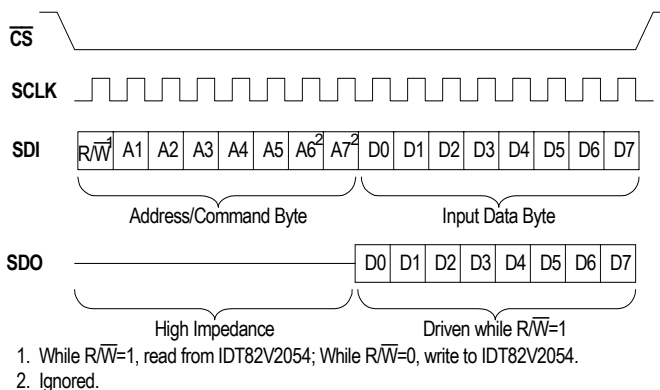 CS
SCLK
SDI R/W1 A1 A2 A3 A4 A5 A62 A72 D0 D1 D2 D3 D4 D5 D6 D7
Address/Command Byte Input Data Byte
SDO D0 D1 D2 D3 D4 D5 D6 D7
High Impedance Driven while R/W=1
1. While R/W=1, read from IDT82V2054; While R/W=0, write to IDT82V2054.
2. Ignored.